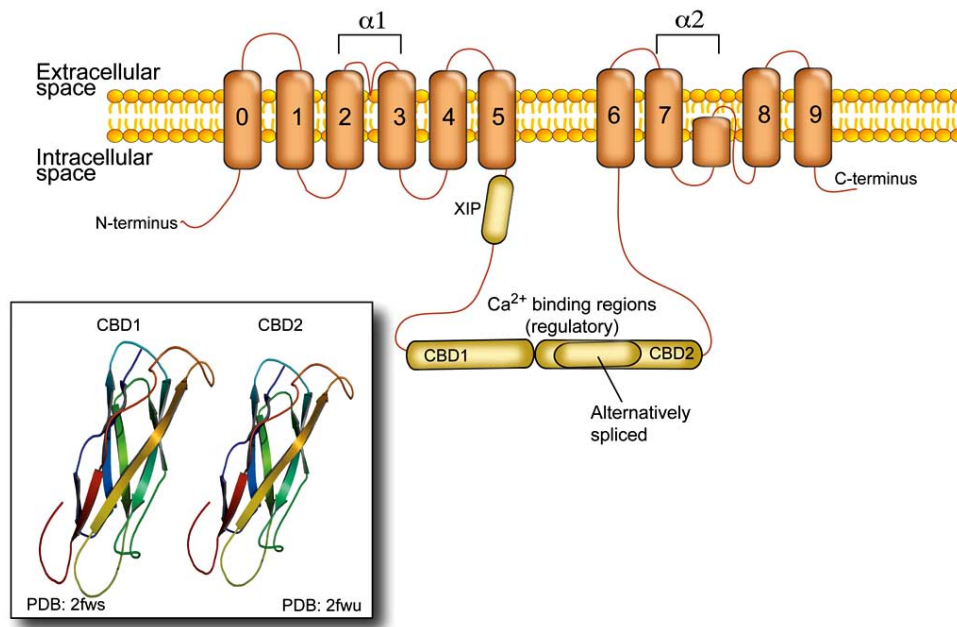 α1
α2
Extracellular
space
0 1 2 3 4 5 6 7 8 9
Intracellular
space
N-terminus
XIP
C-terminus
Ca²⁺ binding regions
(regulatory)
CBD1
CBD2
Alternatively
spliced
CBD1
CBD2
PDB: 2fws
PDB: 2fwu